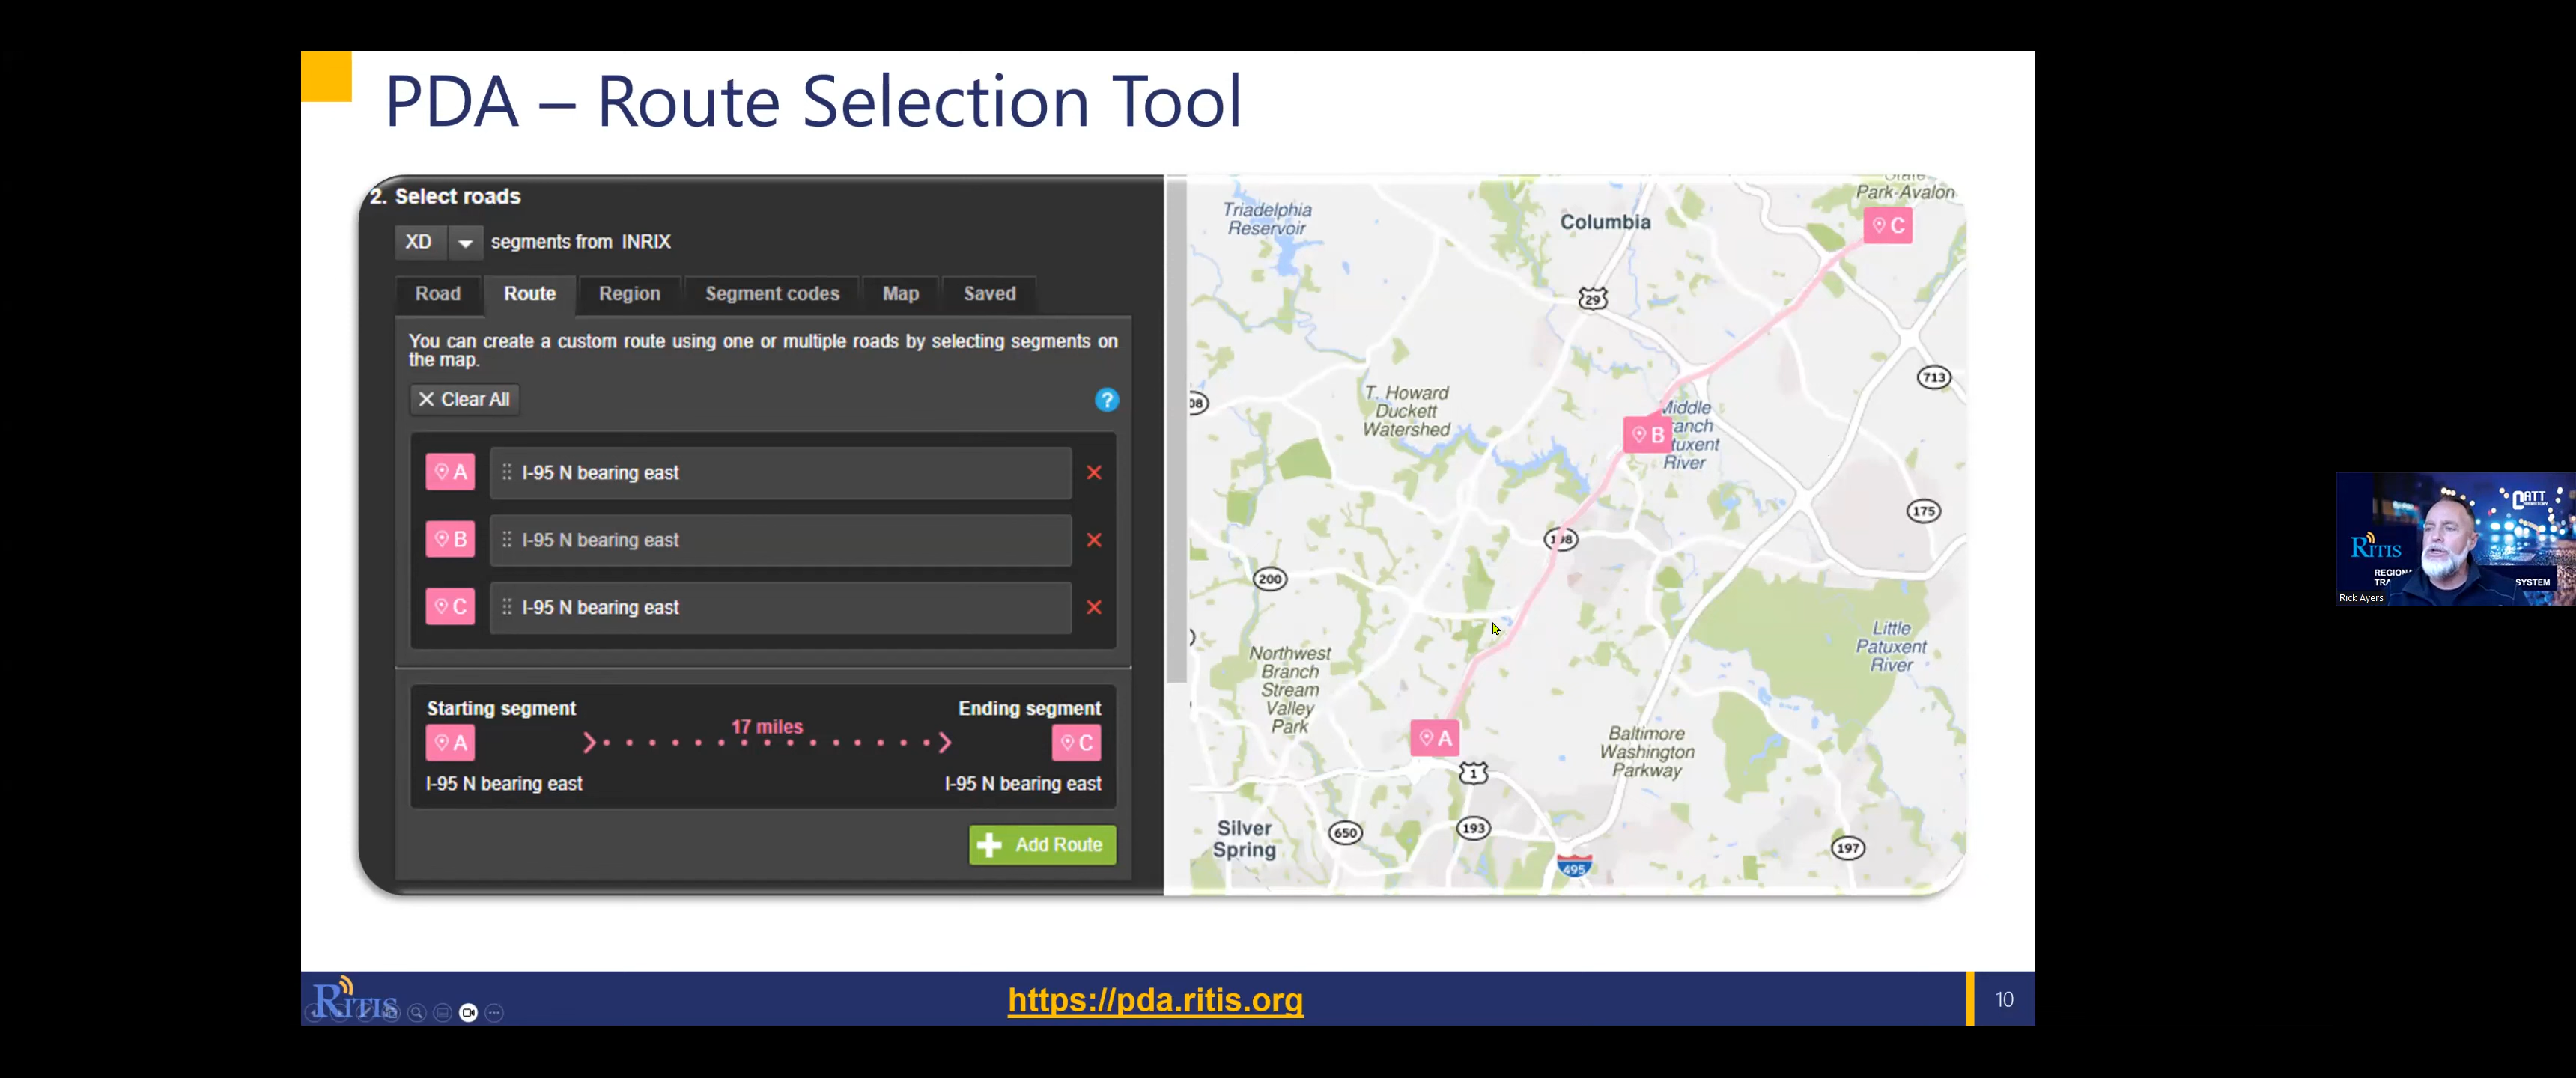 PDA – Route Selection Tool
2. Select roads
XD segments from INRIX
Road Route Region Segment codes Map Saved
You can create a custom route using one or multiple roads by selecting segments on
the map.
Clear All
?
A I-95 N bearing east
B I-95 N bearing east
C I-95 N bearing east
Starting segment
Ending segment
17 miles
A
C
I-95 N bearing east
I-95 N bearing east
Add Route
Park-Avalon
C
Triadelphia
Reservoir
Columbia
29
713
T. Howard
Duckett
Watershed
Middle
B
River
175
198
200
Northwest
Branch
Stream
Valley
Park
Little
Patuxent
River
A
1
Baltimore
Washington
Parkway
Silver
Spring
650
193
495
197
RITIS
https://pda.ritis.org
10
CATT
RITIS
SYSTEM
Rick Ayers